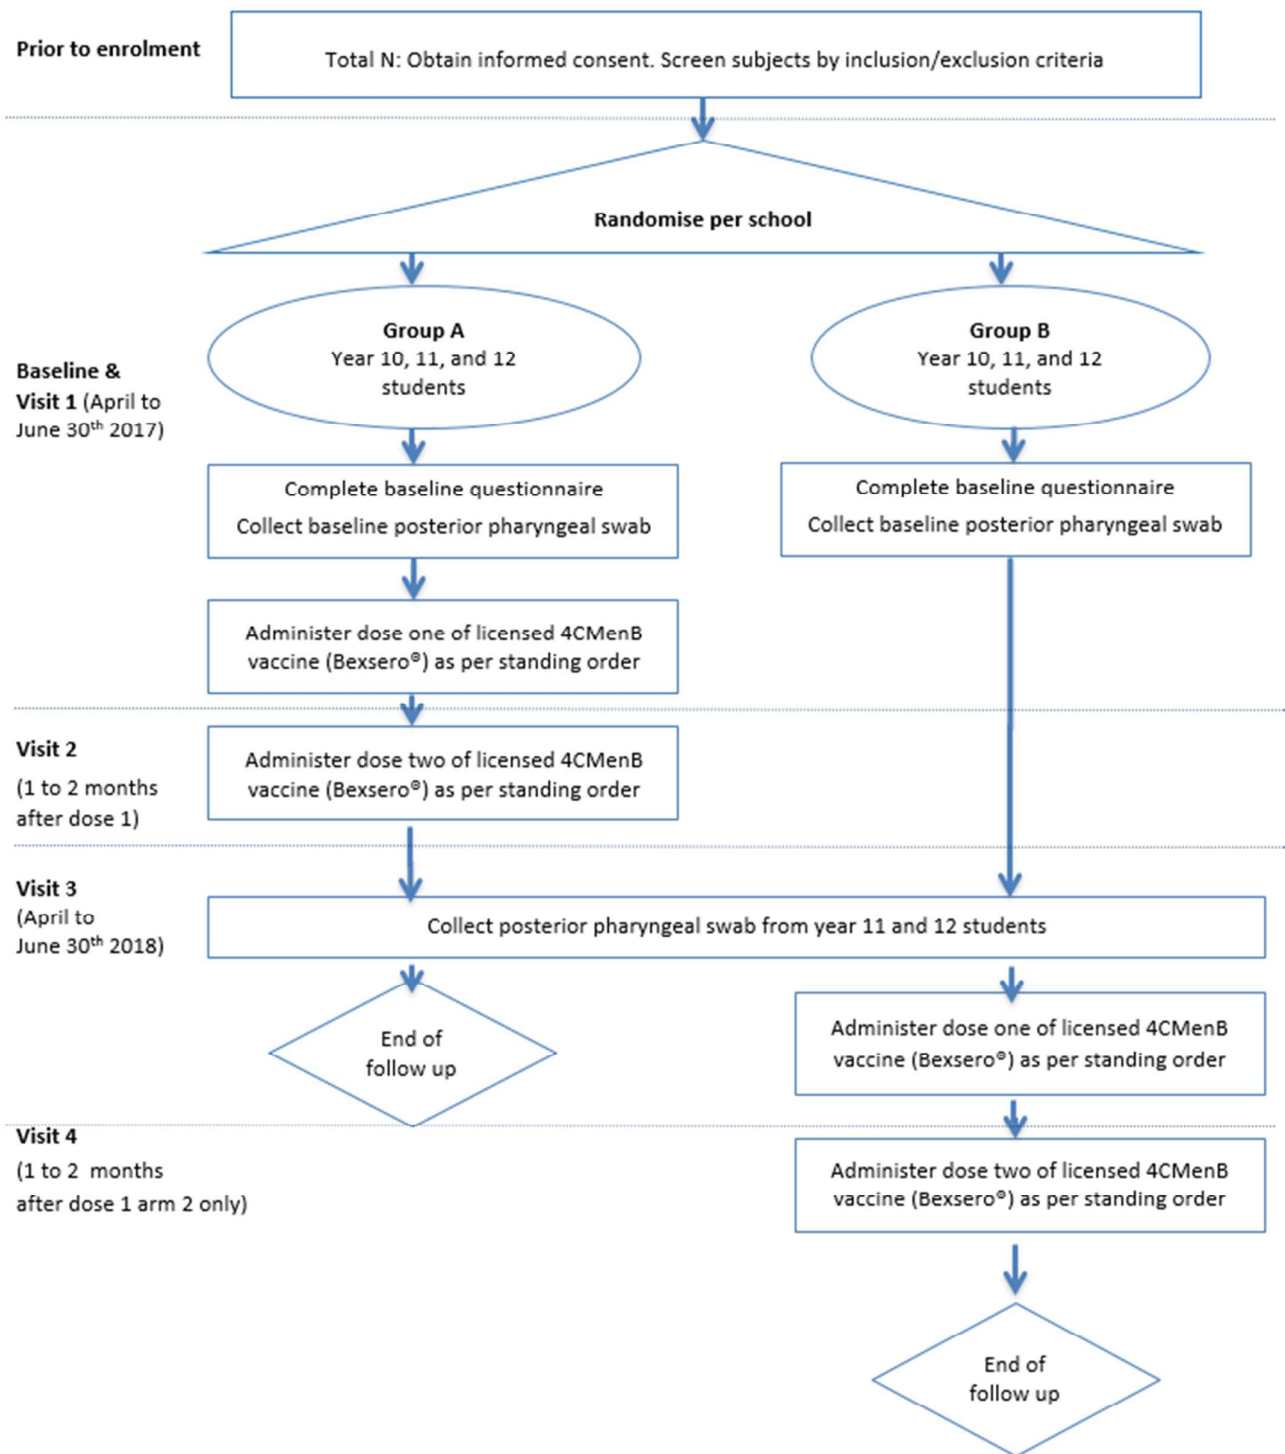 Prior to enrolment
Total N: Obtain informed consent. Screen subjects by inclusion/exclusion criteria
Randomise per school
Baseline &
Visit 1 (April to
June 30th 2017)
Group A
Year 10, 11, and 12
students
Group B
Year 10, 11, and 12
students
Complete baseline questionnaire
Collect baseline posterior pharyngeal swab
Complete baseline questionnaire
Collect baseline posterior pharyngeal swab
Administer dose one of licensed 4CMenB
vaccine (Bexsero®) as per standing order
Visit 2
(1 to 2 months
after dose 1)
Administer dose two of licensed 4CMenB
vaccine (Bexsero®) as per standing order
Visit 3
(April to
June 30th 2018)
Collect posterior pharyngeal swab from year 11 and 12 students
End of
follow up
Administer dose one of licensed 4CMenB
vaccine (Bexsero®) as per standing order
Visit 4
(1 to 2 months
after dose 1 arm 2 only)
Administer dose two of licensed 4CMenB
vaccine (Bexsero®) as per standing order
End of
follow up